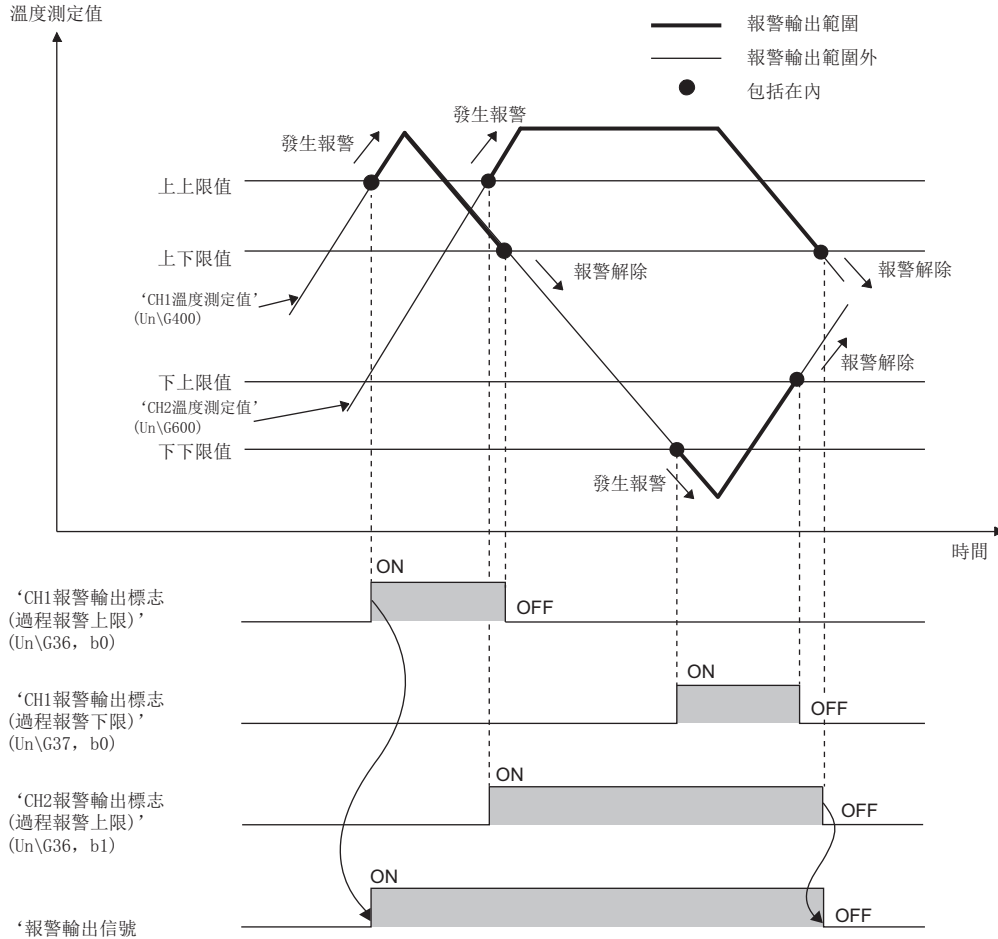 溫度測定值
報警輸出範圍
報警輸出範圍外
包括在內
發生報警
發生報警
上上限值
上下限值
報警解除
報警解除
‘CH1溫度測定值’
(Un\G400)
下上限值
報警解除
‘CH2溫度測定值’
(Un\G600)
下下限值
發生報警
時間
ON
OFF
‘CH1報警輸出標志
(過程報警上限)’
(Un\G36, b0)
ON
OFF
‘CH1報警輸出標志
(過程報警下限)’
(Un\G37, b0)
ON
OFF
‘CH2報警輸出標志
(過程報警上限)’
(Un\G36, b1)
ON
OFF
‘報警輸出信號